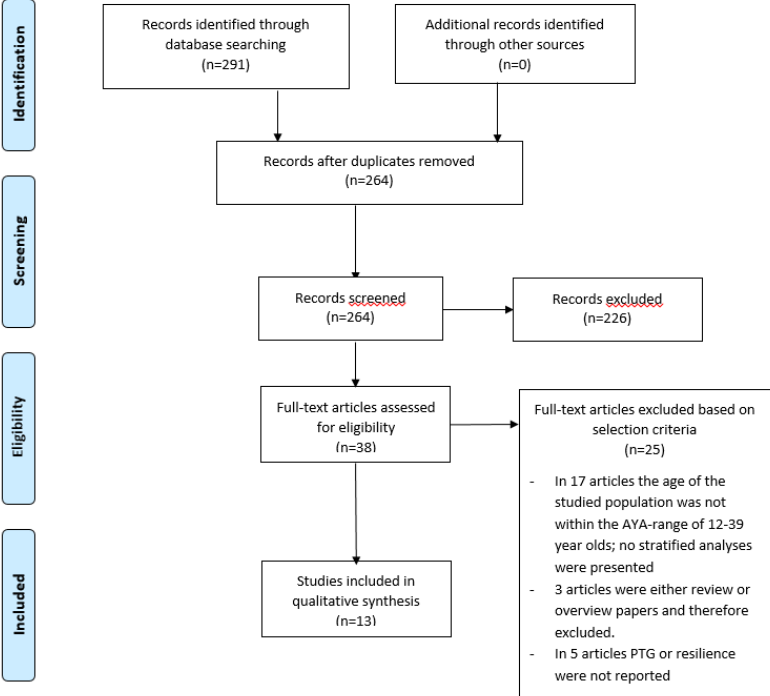 Identification
Records identified through
database searching
(n=291)
Additional records identified
through other sources
(n=0)
Records after duplicates removed
(n=264)
Screening
Records screened
(n=264)
Records excluded
(n=226)
Eligibility
Full-text articles assessed
for eligibility
(n=38)
Full-text articles excluded based on
selection criteria
(n=25)
- In 17 articles the age of the
studied population was not
within the AYA-range of 12-39
year olds; no stratified analyses
were presented
- 3 articles were either review or
overview papers and therefore
excluded.
- In 5 articles PTG or resilience
were not reported
Included
Studies included in
qualitative synthesis
(n=13)